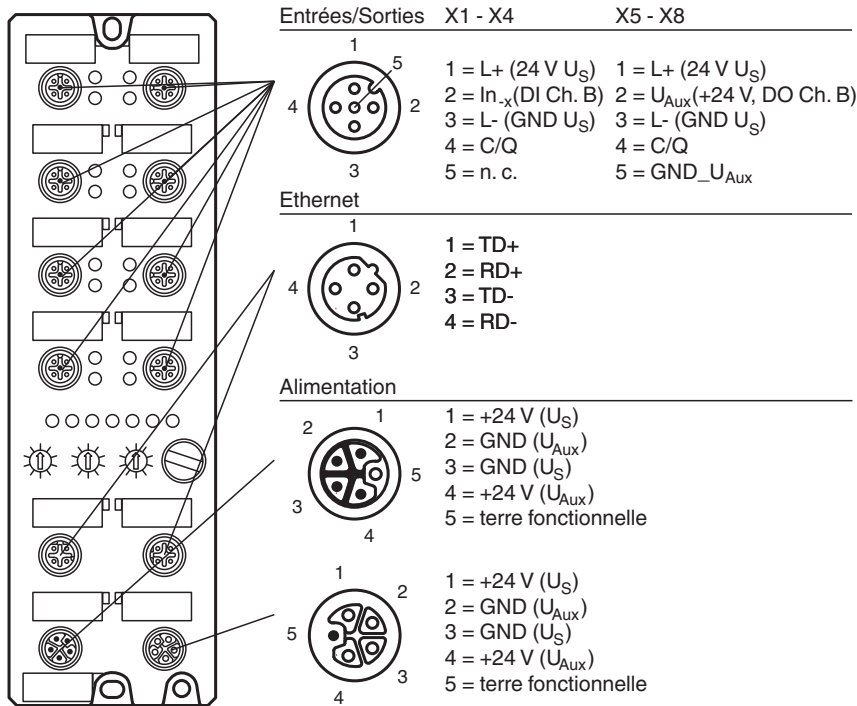 Entrées/Sorties X1 - X4 X5 - X8
1
5
4
2
3
1 = L+ (24 V US) 1 = L+ (24 V US)
2 = In-x(DI Ch. B) 2 = UAux(+24 V, DO Ch. B)
3 = L- (GND US) 3 = L- (GND US)
4 = C/Q 4 = C/Q
5 = n. c. 5 = GND_UAux
Ethernet
1
4
2
3
1 = TD+
2 = RD+
3 = TD-
4 = RD-
Alimentation
2
1
5
3
4
1 = +24 V (US)
2 = GND (UAux)
3 = GND (US)
4 = +24 V (UAux)
5 = terre fonctionnelle
1
2
5
3
4
1 = +24 V (US)
2 = GND (UAux)
3 = GND (US)
4 = +24 V (UAux)
5 = terre fonctionnelle